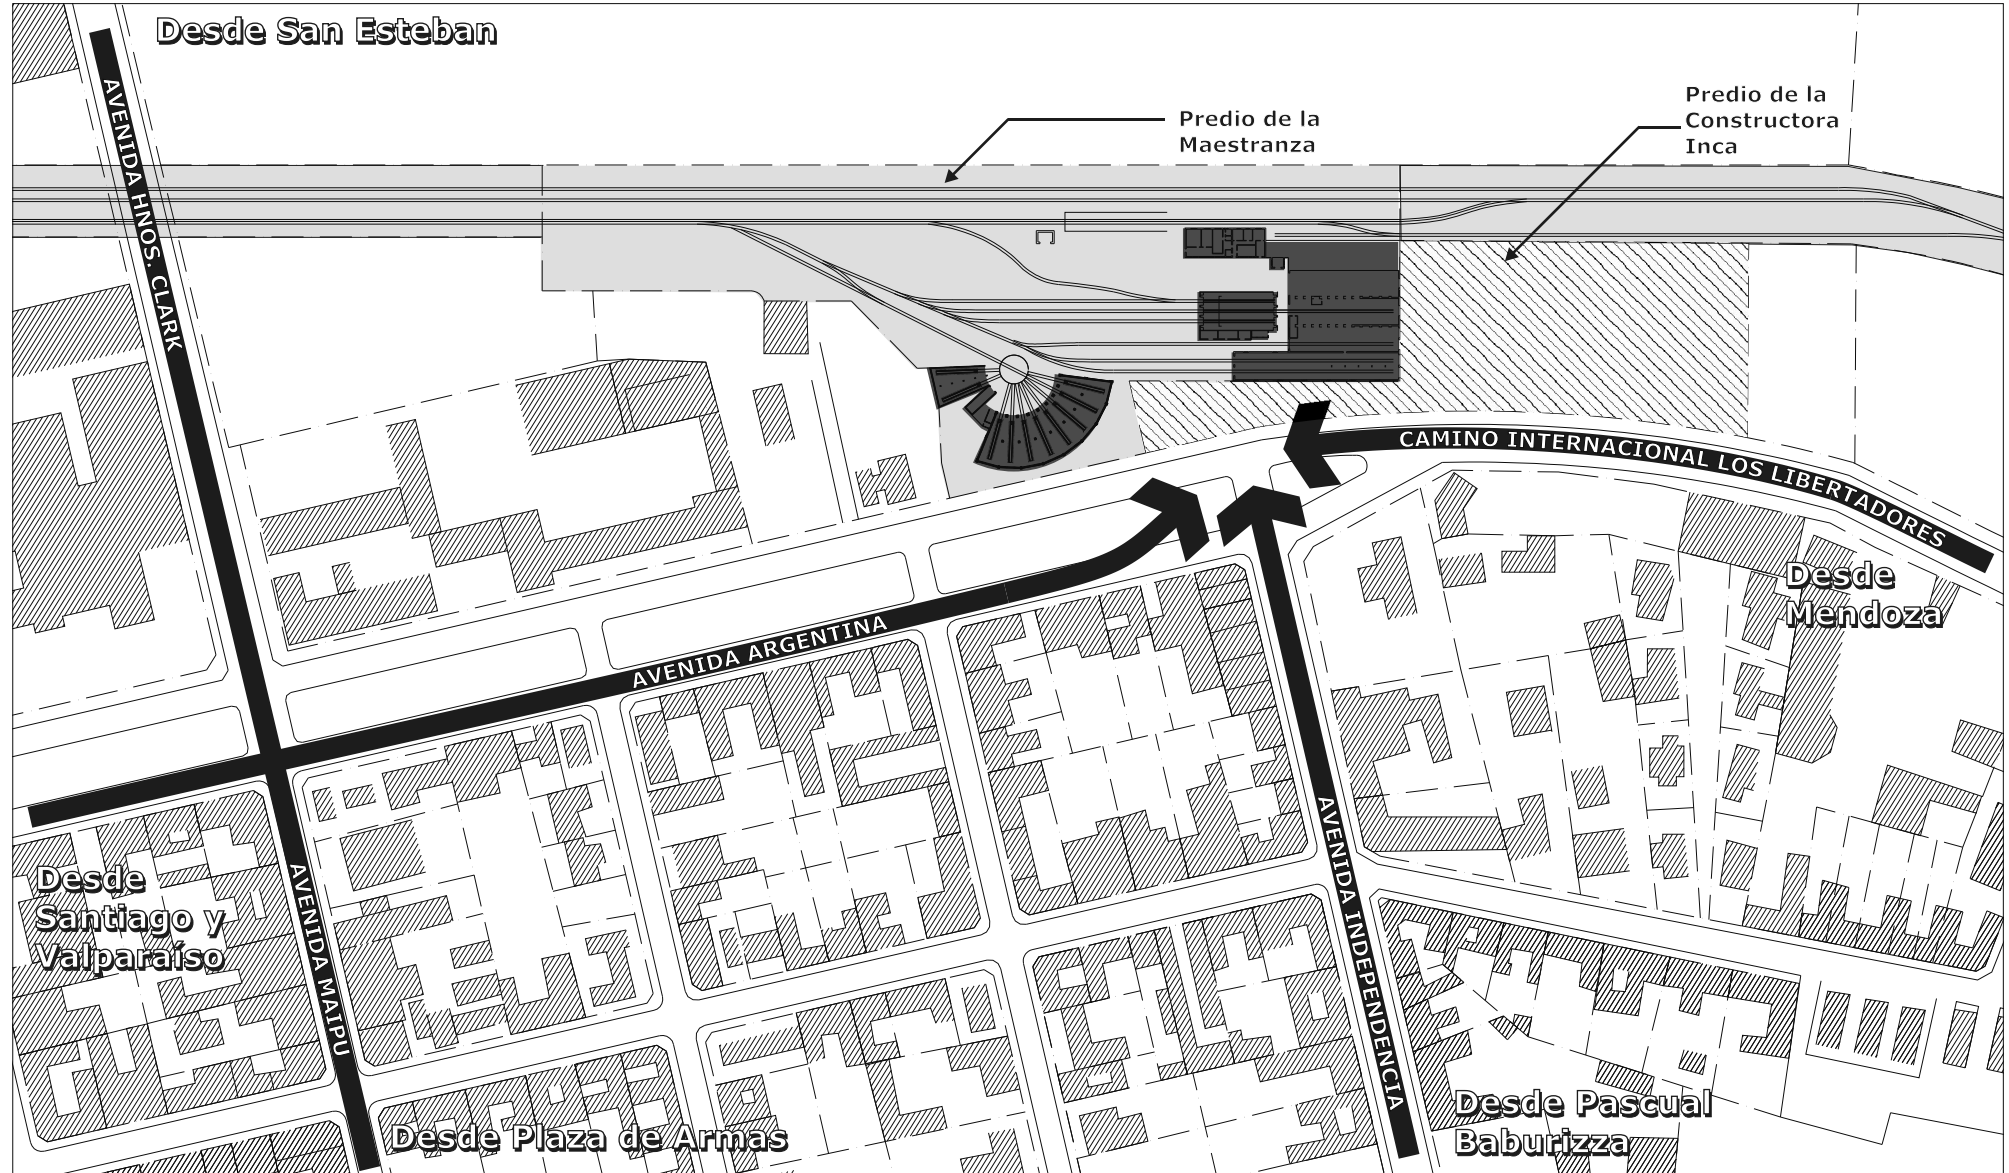 Desde San Esteban
AVENIDA HNOS. CLARK
Predio de la
Maestranza
Predio de la
Constructora
Inca
CAMINO INTERNACIONAL LOS LIBERTADORES
Desde
Mendoza
AVENIDA ARGENTINA
Desde
Santiago y
Valparaíso
AVENIDA MAIPU
AVENIDA INDEPENDENCIA
Desde Plaza de Armas
Desde Pascual
Baburizza